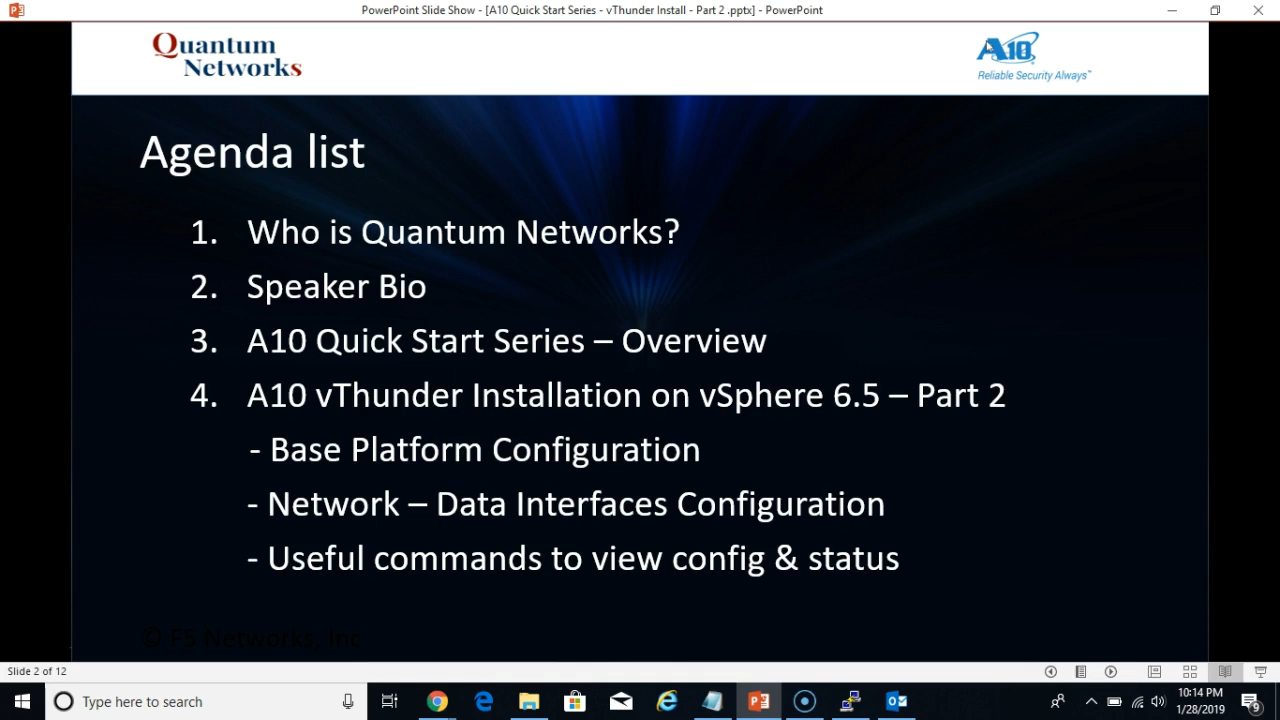 PowerPoint Slide Show - [A10 Quick Start Series - vThunder Install - Part 2 .pptx] - PowerPoint
Quantum
Networks
A10
Reliable Security Always™
Agenda list
1. Who is Quantum Networks?
2. Speaker Bio
3. A10 Quick Start Series – Overview
4. A10 vThunder Installation on vSphere 6.5 – Part 2
- Base Platform Configuration
- Network – Data Interfaces Configuration
- Useful commands to view config & status
© F5 Networks, Inc
Slide 2 of 12
Type here to search
10:14 PM
1/28/2019
9